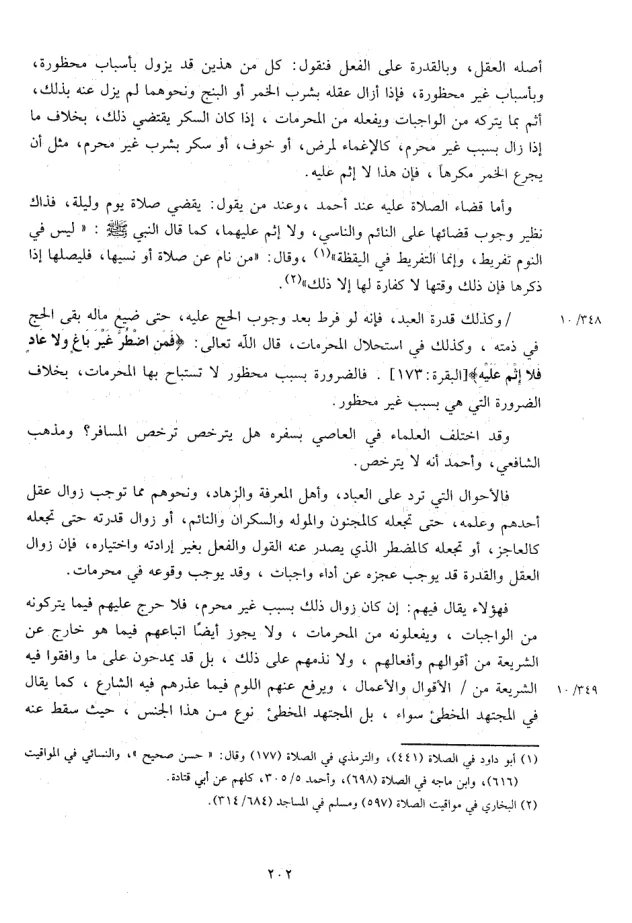 أصله العقل، وبالقدرة على الفعل فنقول: كل من هذين قد يزول بأسباب محظورة،
وبأسباب غير محظورة، فإذا أزال عقله بشرب الخمر أو البنج ونحوهما لم يزل عنه بذلك،
أثم بما يتركه من الواجبات ويفعله من المحرمات ، إذا كان السكر يقتضي ذلك، بخلاف ما
إذا زال بسبب غير محرم، كالإغماء لمرض، أو خوف، أو سكر بشرب غير محرم، مثل أن
يجرع الخمر مكرهاً ، فإن هذا لا إثم عليه.
وأما قضاء الصلاة عليه عند أحمد ،وعند من يقول: يقضي صلاة يوم وليلة، فذاك
نظير وجوب قضائها على النائم والناسي، ولا إثم عليهما، كما قال النبي ﷺ : « ليس في
النوم تفريط، وإنما التفريط في اليقظة»(١) ،وقال: «من نام عن صلاة أو نسيها، فليصلها إذا
ذكرها فإن ذلك وقتها لا كفارة لها إلا ذلك»(٢).
/ وكذلك قدرة العبد، فإنه لو فرط بعد وجوب الحج عليه، حتى ضيع ماله بقى الحج ١٠/٣٤٨
في ذمته ، وكذلك في استحلال المحرمات، قال الله تعالى: ﴿فَمَنِ اضْطُرَّ غَيْرَ بَاغٍ ولا عادٍ
فَلا إِثْمَ عَلَيْهِ﴾[البقرة:١٧٣] . فالضرورة بسبب محظور لا تستباح بها المحرمات، بخلاف
الضرورة التي هي بسبب غير محظور.
وقد اختلف العلماء في العاصي بسفره هل يترخص ترخص المسافر؟ ومذهب
الشافعي، وأحمد أنه لا يترخص.
فالأحوال التي ترد على العباد، وأهل المعرفة والزهاد، ونحوهم مما توجب زوال عقل
أحدهم وعلمه، حتى تجعله كالمجنون والموله والسكران والنائم، أو زوال قدرته حتى تجعله
كالعاجز، أو تجعله كالمضطر الذي يصدر عنه القول والفعل بغير إرادته واختياره، فإن زوال
العقل والقدرة قد يوجب عجزه عن أداء واجبات ، وقد يوجب وقوعه في محرمات.
فهؤلاء يقال فيهم: إن كان زوال ذلك بسبب غير محرم، فلا حرج عليهم فيما يتركونه
من الواجبات ، ويفعلونه من المحرمات ، ولا يجوز أيضًا اتباعهم فيما هو خارج عن
الشريعة من أقوالهم وأفعالهم ، ولا نذمهم على ذلك ، بل قد يمدحون على ما وافقوا فيه
الشريعة من / الأقوال والأعمال ، ويرفع عنهم اللوم فيما عذرهم فيه الشارع ، كما يقال ١٠/٣٤٩
في المجتهد المخطئ سواء ، بل المجتهد المخطئ نوع من هذا الجنس ، حيث سقط عنه
(١) أبو داود في الصلاة (٤٤١)، والترمذي في الصلاة (١٧٧) وقال: « حسن صحيح »، والنسائي في المواقيت
(٦١٦)، وابن ماجه في الصلاة (٦٩٨)، وأحمد ٣٠٥/٥، كلهم عن أبي قتادة.
(٢) البخاري في مواقيت الصلاة (٥٩٧) ومسلم في المساجد (٣١٤/٦٨٤).
٢٠٢